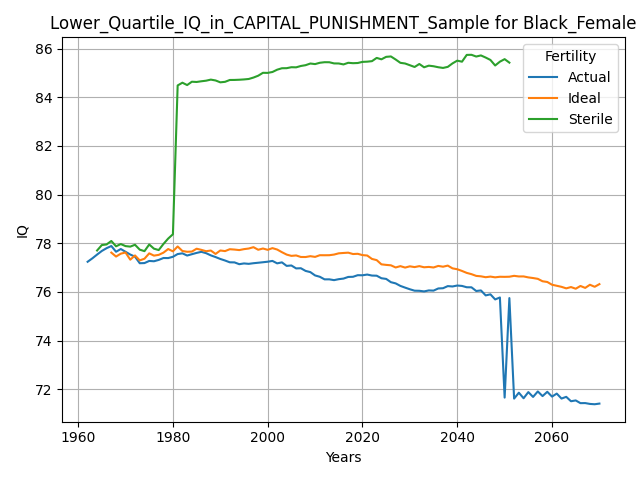 Lower_Quartile_IQ_in_CAPITAL_PUNISHMENT_Sample for Black_Female
86
84
82
80
78
76
74
72
IQ
1960
1980
2000
2020
2040
2060
Years
Fertility
Actual
Ideal
Sterile